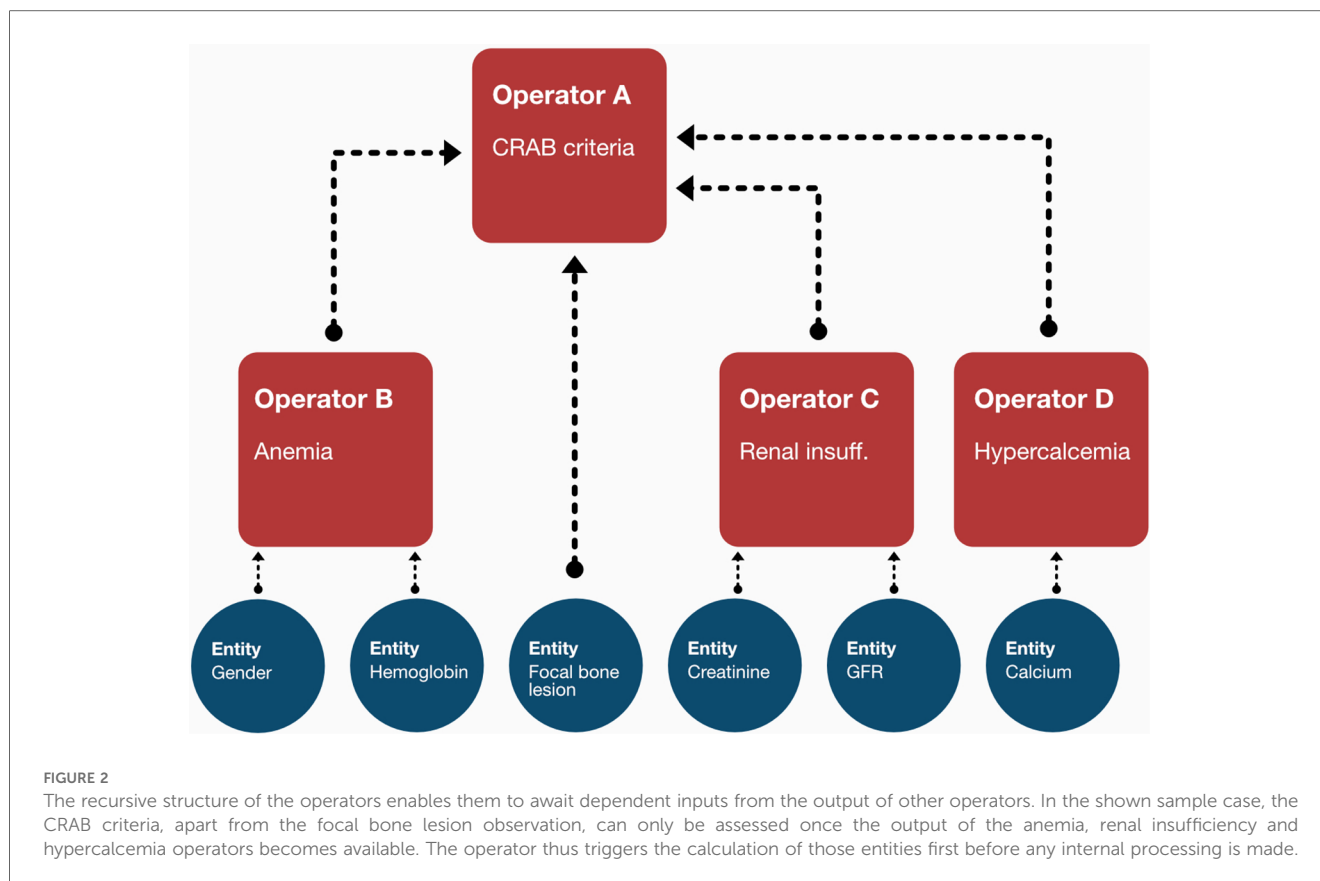 Operator A
CRAB criteria
Operator B
Anemia
Operator C
Renal insuff.
Operator D
Hypercalcemia
Entity
Gender
Entity
Hemoglobin
Entity
Focal bone
lesion
Entity
Creatinine
Entity
GFR
Entity
Calcium
FIGURE 2
The recursive structure of the operators enables them to await dependent inputs from the output of other operators. In the shown sample case, the
CRAB criteria, apart from the focal bone lesion observation, can only be assessed once the output of the anemia, renal insufficiency and
hypercalcemia operators becomes available. The operator thus triggers the calculation of those entities first before any internal processing is made.